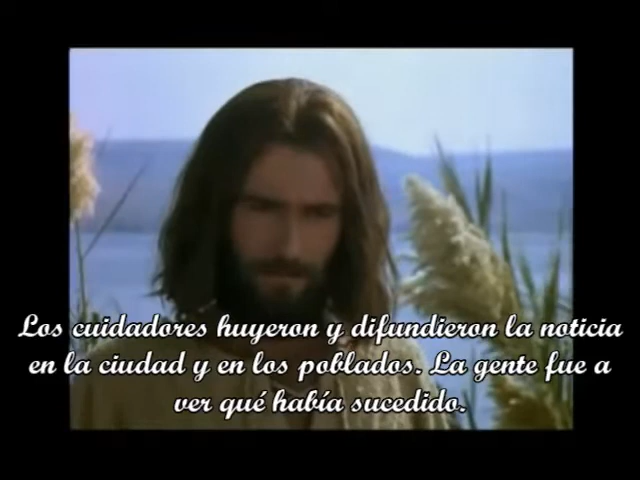 Los cuidadores huyeron y difundieron la noticia
en la ciudad y en los poblados. La gente fue a
ver qué había sucedido.